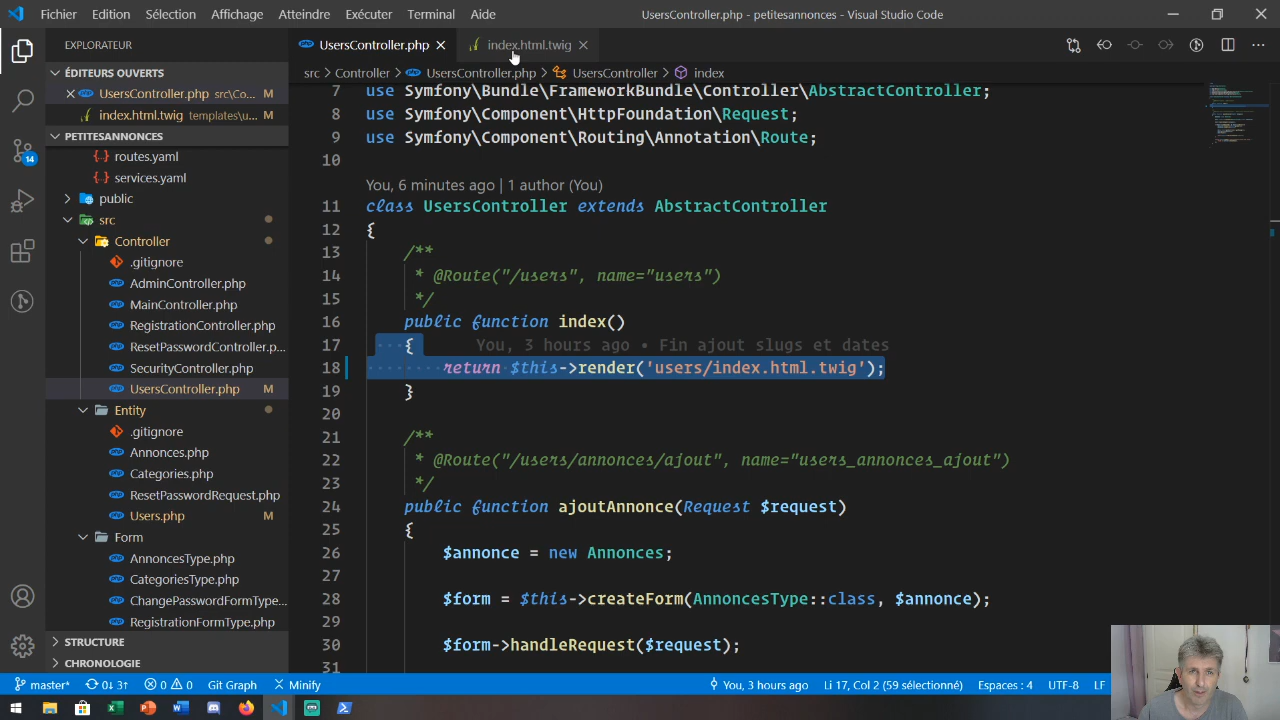 Fichier Edition Sélection Affichage Atteindre Exécuter Terminal Aide
UsersController.php - petitesannonces - Visual Studio Code
EXPLORATEUR
UsersController.php
index.html.twig
src > Controller > UsersController.php > UsersController > index
ÉDITEURS OUVERTS
UsersController.php src\Co...
index.html.twig templates\u...
PETITESANNONCES
routes.yaml
services.yaml
public
src
Controller
.gitignore
AdminController.php
MainController.php
RegistrationController.php
ResetPasswordController.p...
SecurityController.php
UsersController.php M
Entity
.gitignore
Annonces.php
Categories.php
ResetPasswordRequest.php
Users.php M
Form
AnnoncesType.php
CategoriesType.php
ChangePasswordFormType...
RegistrationFormType.php
STRUCTURE
CHRONOLOGIE
14
7 use Symfony\Bundle\FrameworkBundle\Controller\AbstractController;
8 use Symfony\Component\HttpFoundation\Request;
9 use Symfony\Component\Routing\Annotation\Route;
10
You, 6 minutes ago | 1 author (You)
11 class UsersController extends AbstractController
12 {
13 /**
14 * @Route("/users", name="users")
15 */
16 public function index()
17 { You, 3 hours ago • Fin ajout slugs et dates
18 return $this->render('users/index.html.twig');
19 }
20
21 /**
22 * @Route("/users/annonces/ajout", name="users_annonces_ajout")
23 */
24 public function ajoutAnnonce(Request $request)
25 {
26 $annonce = new Annonces;
27
28 $form = $this->createForm(AnnoncesType::class, $annonce);
29
30 $form->handleRequest($request);
31
master* 0↓ 3↑ 0 0 Git Graph Minify You, 3 hours ago Li 17, Col 2 (59 sélectionné) Espaces : 4 UTF-8 LF